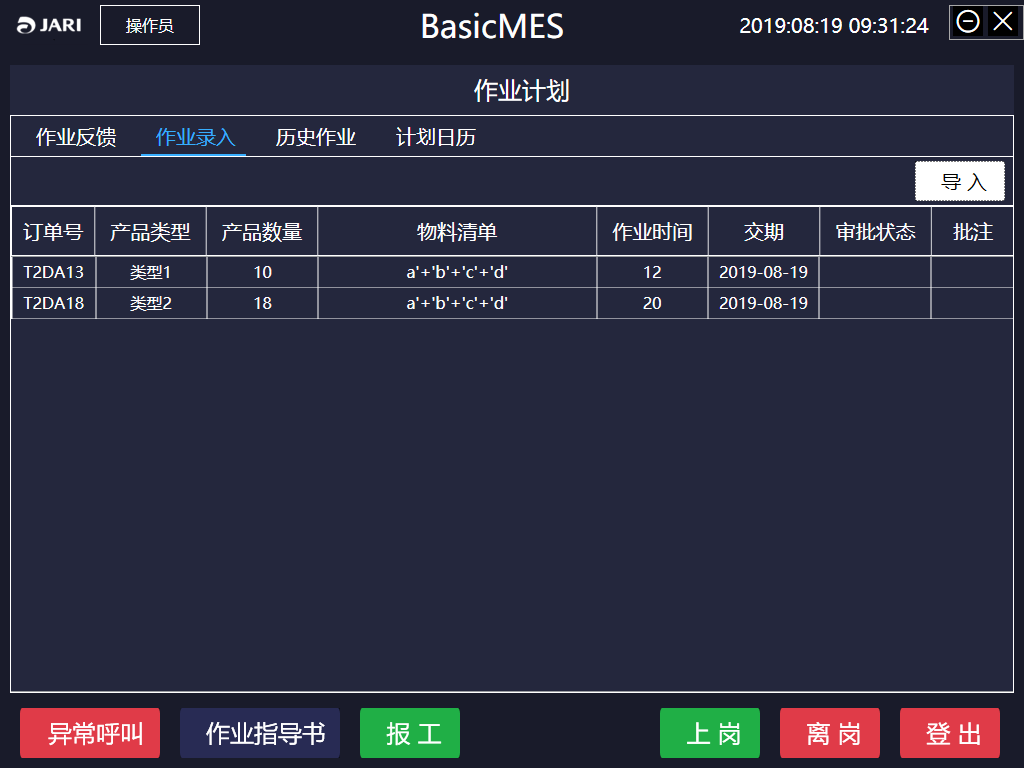 JARI 操作员 BasicMES 2019:08:19 09:31:24
作业计划
作业反馈 作业录入 历史作业 计划日历
导 入
订单号 产品类型 产品数量 物料清单 作业时间 交期 审批状态 批注
T2DA13 类型1 10 a'+'b'+'c'+'d' 12 2019-08-19
T2DA18 类型2 18 a'+'b'+'c'+'d' 20 2019-08-19
异常呼叫 作业指导书 报 工 上 岗 离 岗 登 出